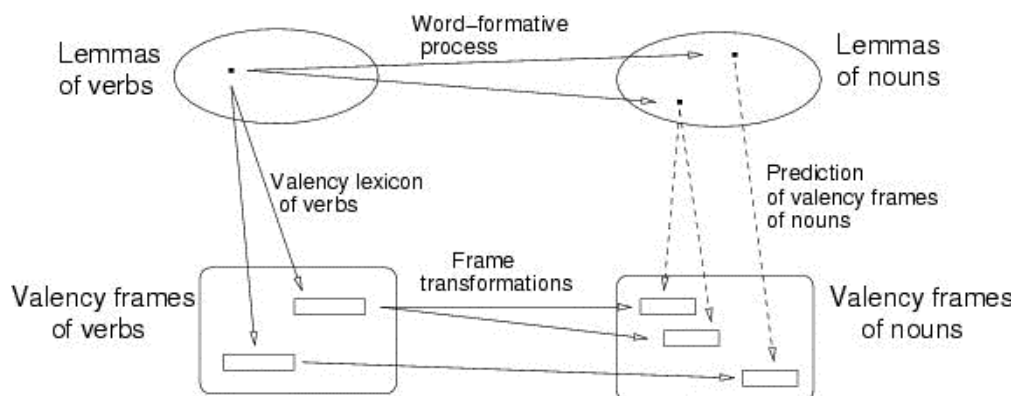 Word-formative
process
Lemmas
of verbs
Lemmas
of nouns
Valency lexicon
of verbs
Prediction
of valency frames
of nouns
Frame
transformations
Valency frames
of verbs
Valency frames
of nouns